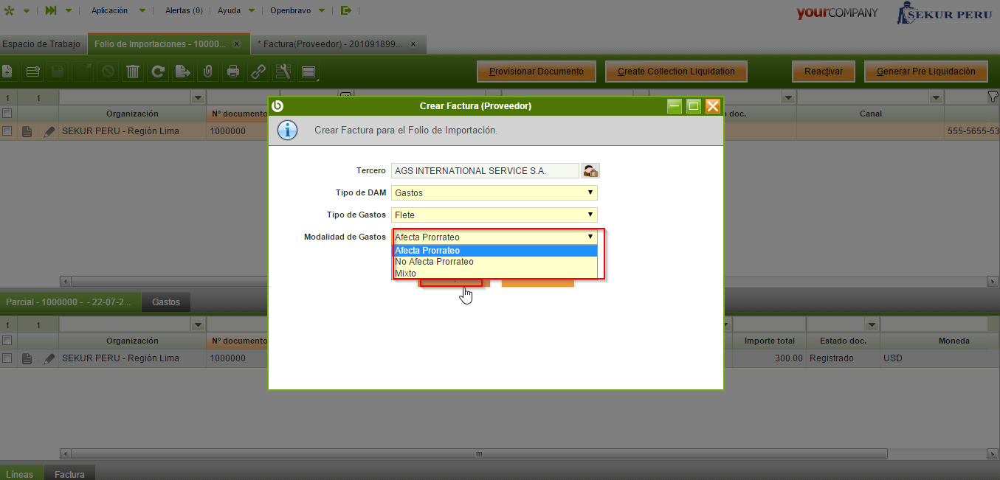 Aplicación Alertas (0) Ayuda Openbravo yourCOMPANY SEKUR PERU
Espacio de Trabajo Folio de Importaciones - 10000... * Factura(Proveedor) - 201091899...
Provisionar Documento Create Collection Liquidation Reactivar Generar Pre Liquidación
1 1
Organización Nº documento o doc. Canal
SEKUR PERU - Región Lima 1000000 555-5655-53
Crear Factura (Proveedor)
Crear Factura para el Folio de Importación.
Tercero AGS INTERNATIONAL SERVICE S.A.
Tipo de DAM Gastos
Tipo de Gastos Flete
Modalidad de Gastos Afecta Prorrateo
Afecta Prorrateo
No Afecta Prorrateo
Mixto
Parcial - 1000000 - - 22-07-2... Gastos
1 1
Organización Nº documento Importe total Estado doc. Moneda
SEKUR PERU - Región Lima 1000000 300.00 Registrado USD
Líneas Factura